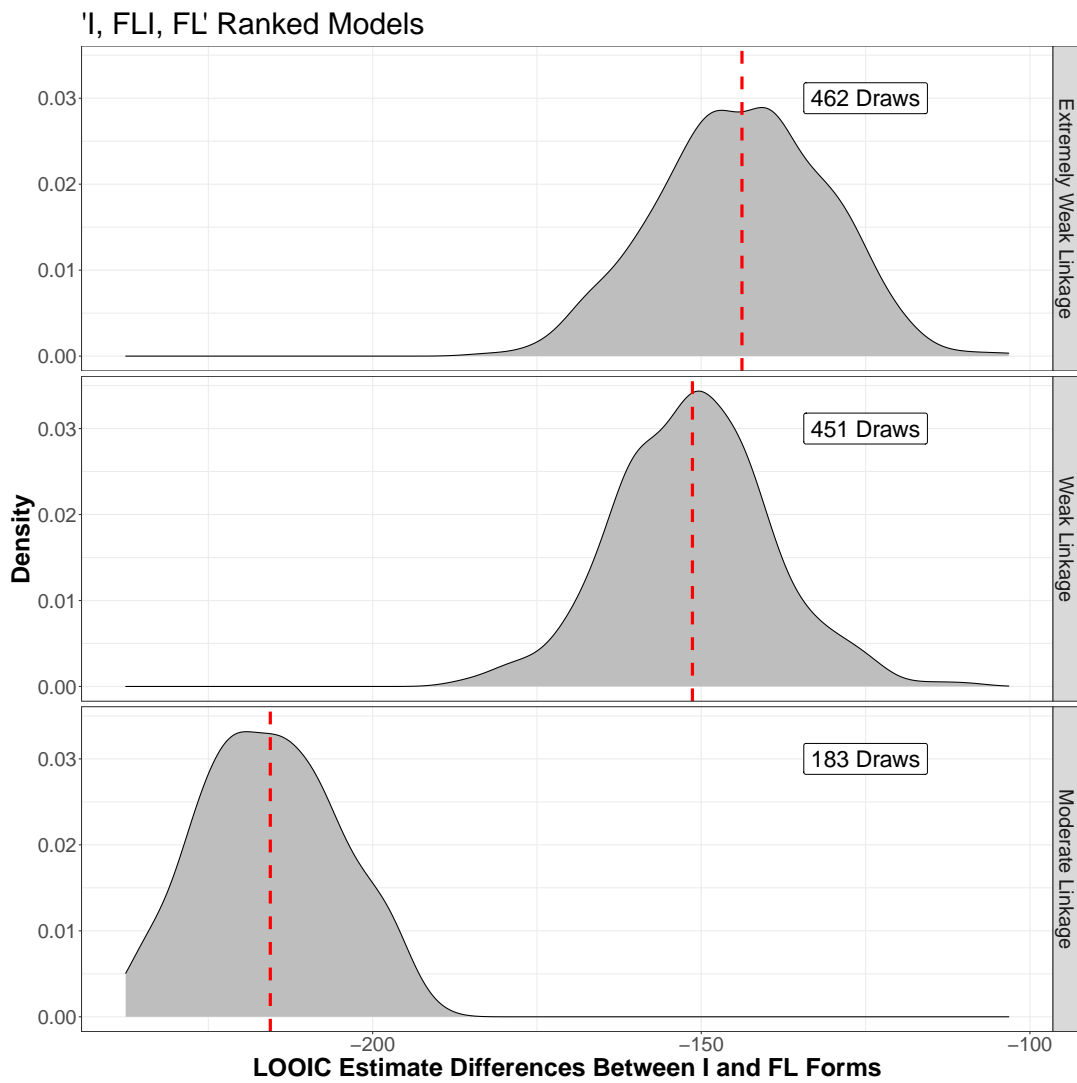 'I, FLI, FL' Ranked Models
0.03
0.02
0.01
0.00
462 Draws
Extremely Weak Linkage
0.03
0.02
0.01
0.00
451 Draws
Weak Linkage
0.03
0.02
0.01
0.00
183 Draws
Moderate Linkage
Density
−200 −150 −100
LOOIC Estimate Differences Between I and FL Forms